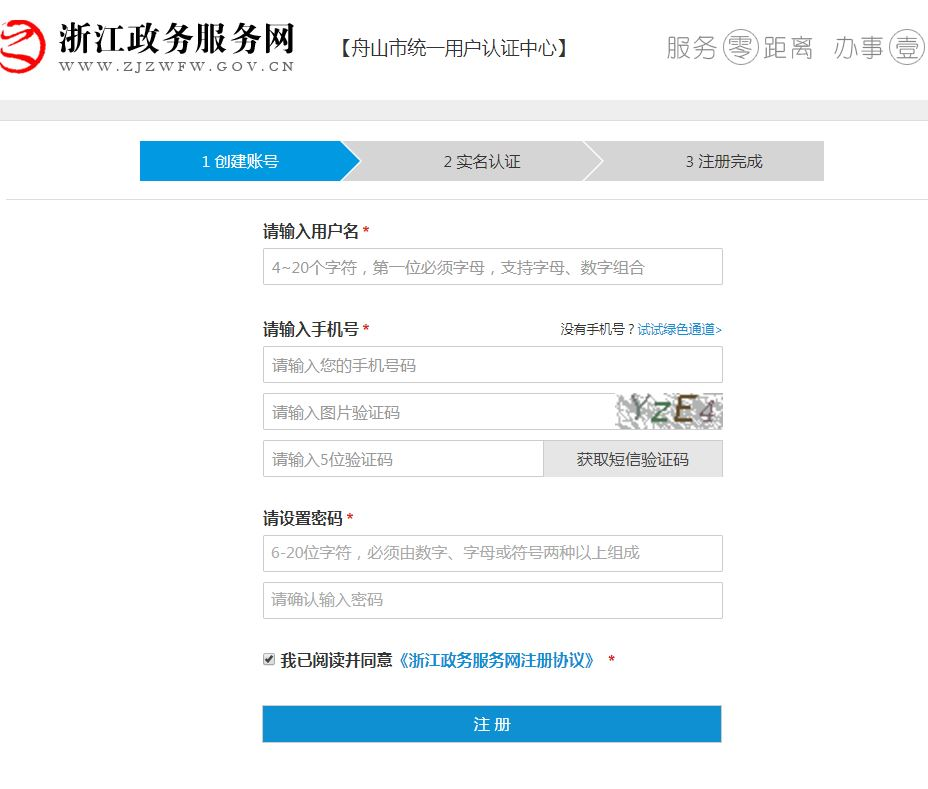 浙江政务服务网
WWW.ZJZWFW.GOV.CN
【舟山市统一用户认证中心】
服务零距离 办事壹
1 创建账号
2 实名认证
3 注册完成
请输入用户名 *
4~20个字符，第一位必须字母，支持字母、数字组合
请输入手机号 *
没有手机号？试试绿色通道>
请输入您的手机号码
请输入图片验证码
YzE4
请输入5位验证码
获取短信验证码
请设置密码 *
6-20位字符，必须由数字、字母或符号两种以上组成
请确认输入密码
我已阅读并同意《浙江政务服务网注册协议》 *
注 册